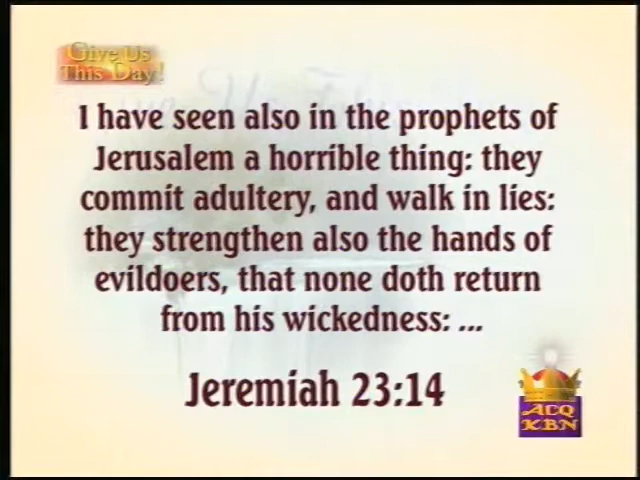 Give Us
This Day!
I have seen also in the prophets of
Jerusalem a horrible thing: they
commit adultery, and walk in lies:
they strengthen also the hands of
evildoers, that none doth return
from his wickedness: ...
Jeremiah 23:14
ACQ
KBN